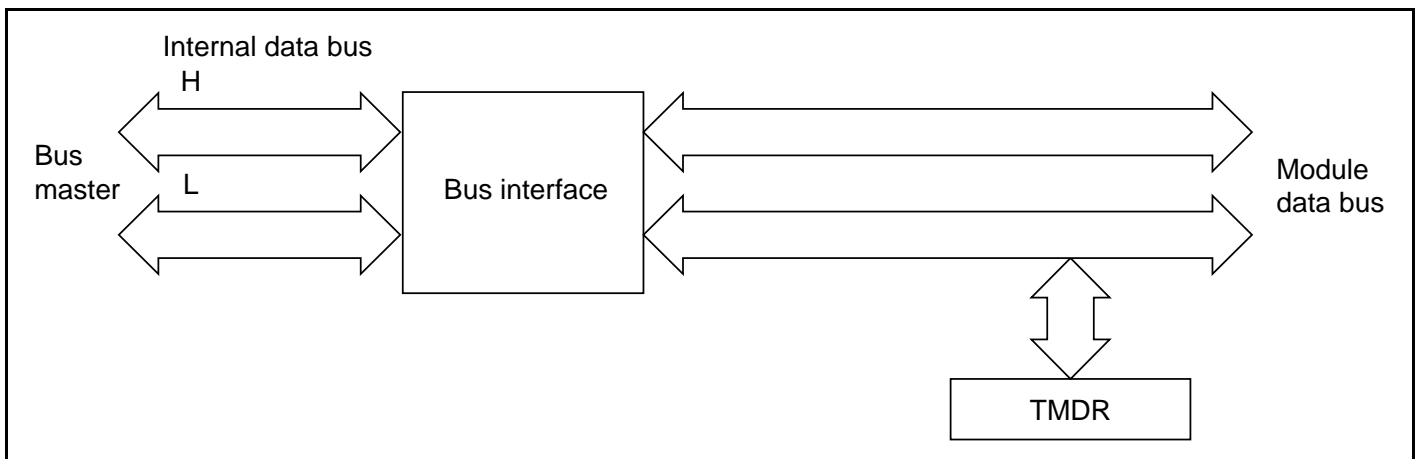 Internal data bus
H
Bus
master
L
Bus interface
Module
data bus
TMDR